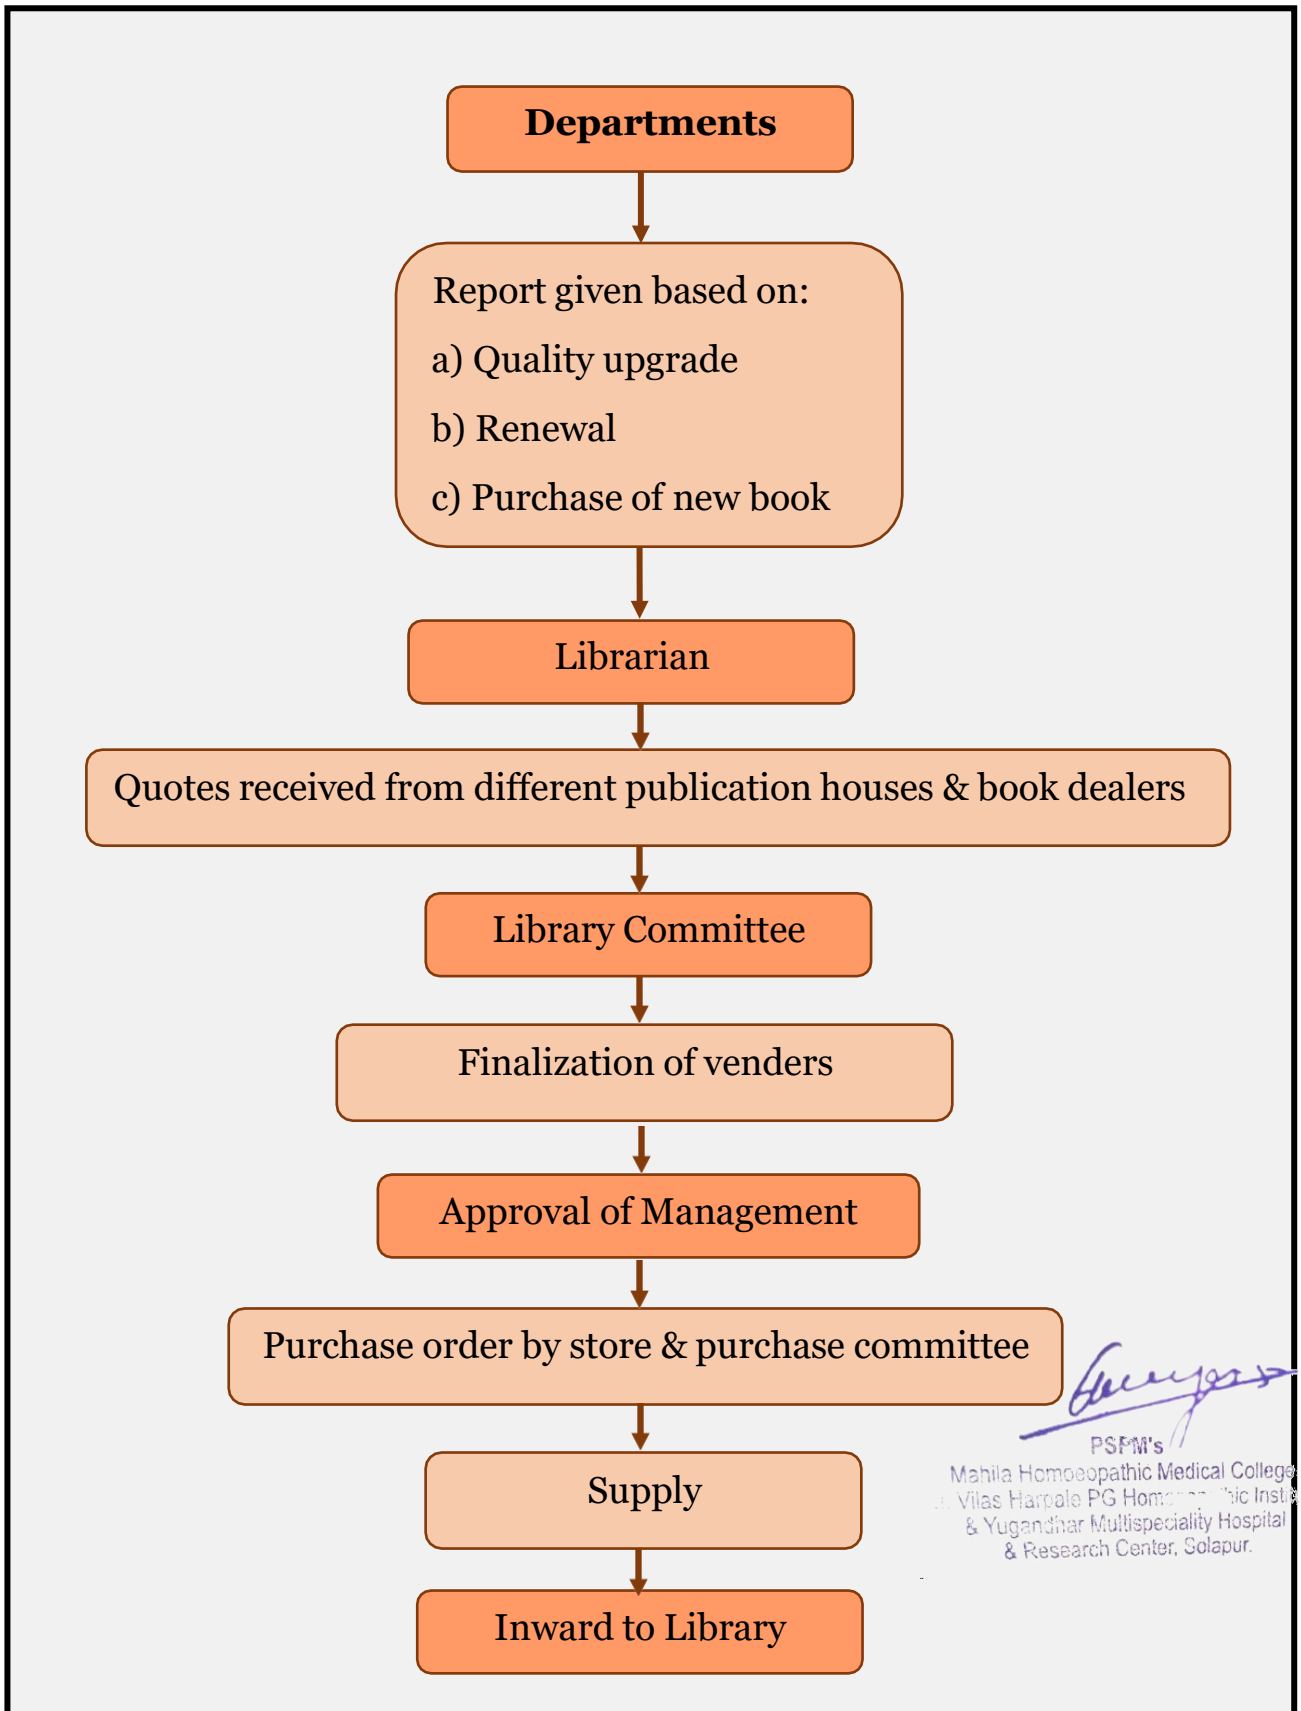 Departments
Report given based on:
a) Quality upgrade
b) Renewal
c) Purchase of new book
Librarian
Quotes received from different publication houses & book dealers
Library Committee
Finalization of venders
Approval of Management
Purchase order by store & purchase committee
Supply
Inward to Library
PSPM's
Mahila Homoeopathic Medical College
Vilas Harpale PG
& Yugandhar Multispeciality Hospital
& Research Center, Solapur.